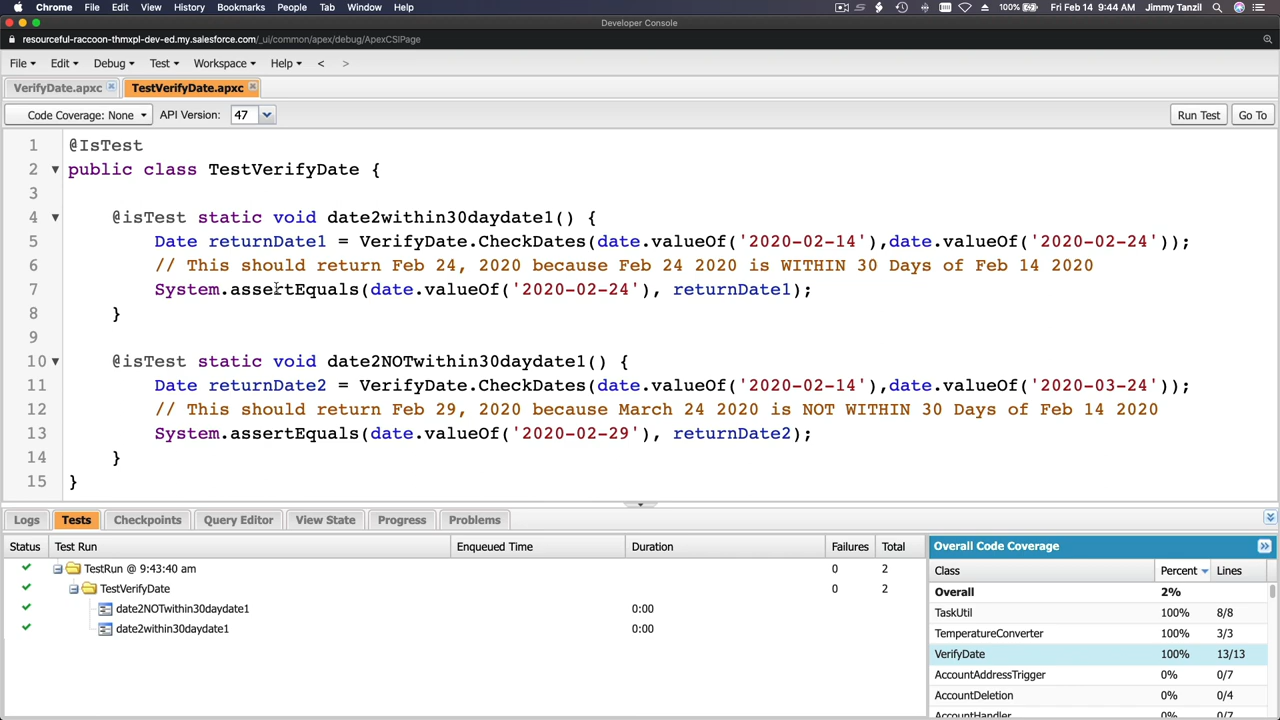 Chrome File Edit View History Bookmarks People Tab Window Help 100% Fri Feb 14 9:44 AM Jimmy Tanzil
Developer Console
resourceful-raccoon-thmxpl-dev-ed.my.salesforce.com/_ui/common/apex/debug/ApexCSIPage
File Edit Debug Test Workspace Help < >
VerifyDate.apxc TestVerifyDate.apxc
Code Coverage: None API Version: 47 Run Test Go To
1 @IsTest
2 public class TestVerifyDate {
3
4 @isTest static void date2within30daydate1() {
5 Date returnDate1 = VerifyDate.CheckDates(date.valueOf('2020-02-14'),date.valueOf('2020-02-24'));
6 // This should return Feb 24, 2020 because Feb 24 2020 is WITHIN 30 Days of Feb 14 2020
7 System.assertEquals(date.valueOf('2020-02-24'), returnDate1);
8 }
9
10 @isTest static void date2NOTwithin30daydate1() {
11 Date returnDate2 = VerifyDate.CheckDates(date.valueOf('2020-02-14'),date.valueOf('2020-03-24'));
12 // This should return Feb 29, 2020 because March 24 2020 is NOT WITHIN 30 Days of Feb 14 2020
13 System.assertEquals(date.valueOf('2020-02-29'), returnDate2);
14 }
15 }
Logs Tests Checkpoints Query Editor View State Progress Problems
Status Test Run Enqueued Time Duration Failures Total
TestRun @ 9:43:40 am 0 2
TestVerifyDate 0 2
date2NOTwithin30daydate1 0:00
date2within30daydate1 0:00
Overall Code Coverage
Class Percent Lines
Overall 2%
TaskUtil 100% 8/8
TemperatureConverter 100% 3/3
VerifyDate 100% 13/13
AccountAddressTrigger 0% 0/7
AccountDeletion 0% 0/4
AccountHandler 0% 0/7